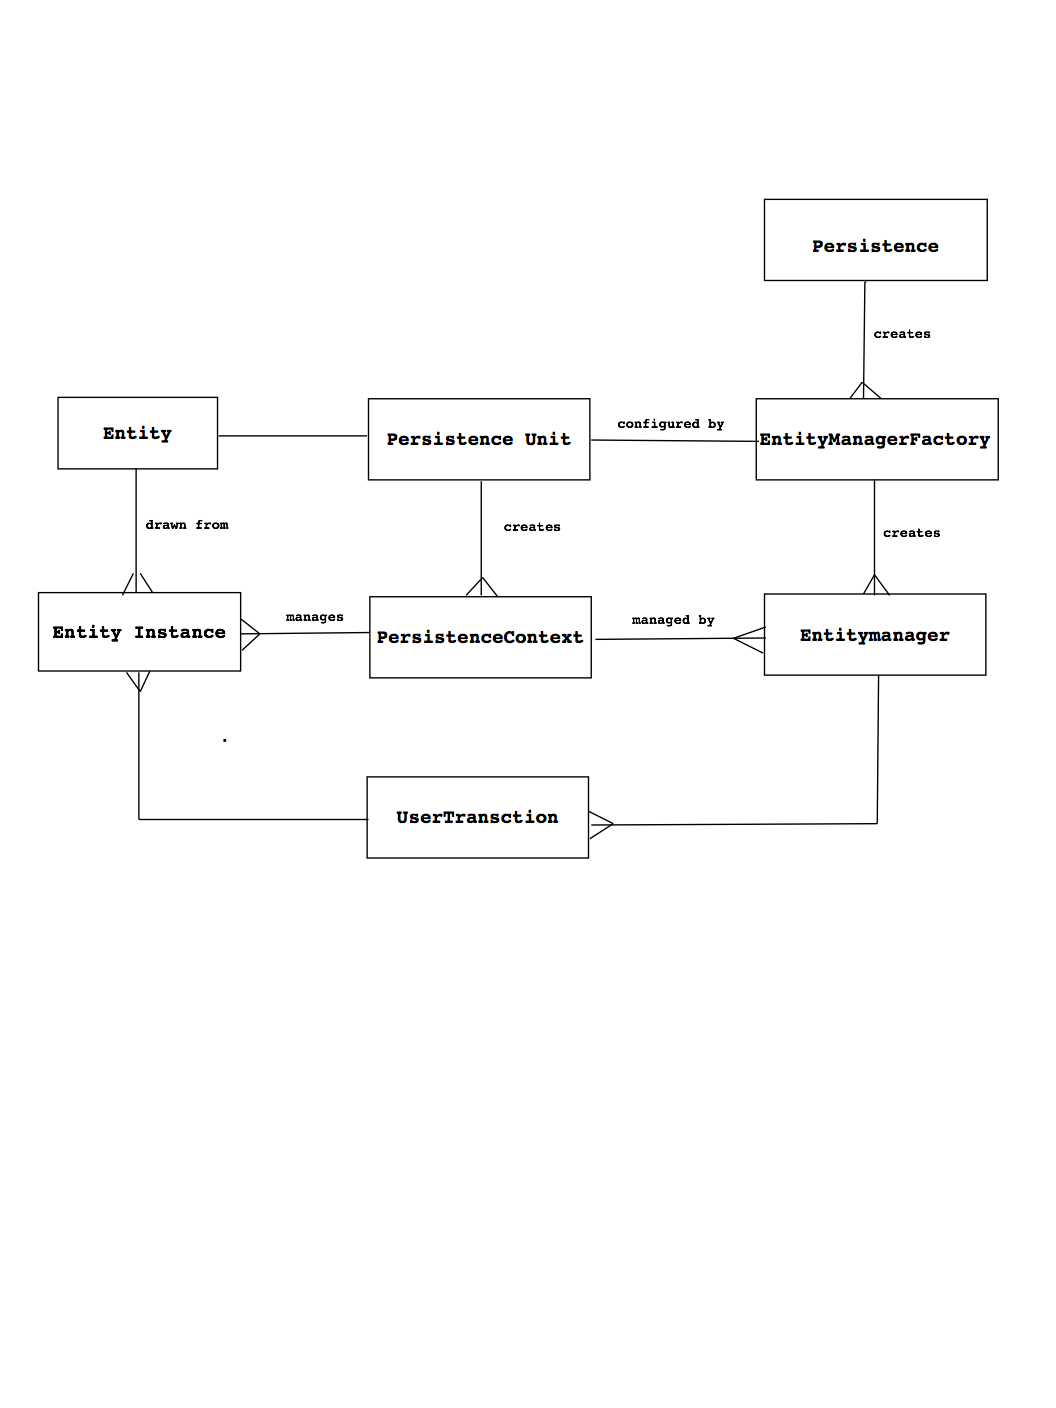 Persistence
creates
Entity
Persistence Unit
configured by
EntityManagerFactory
drawn from
creates
creates
Entity Instance
manages
PersistenceContext
managed by
Entitymanager
.
UserTransction